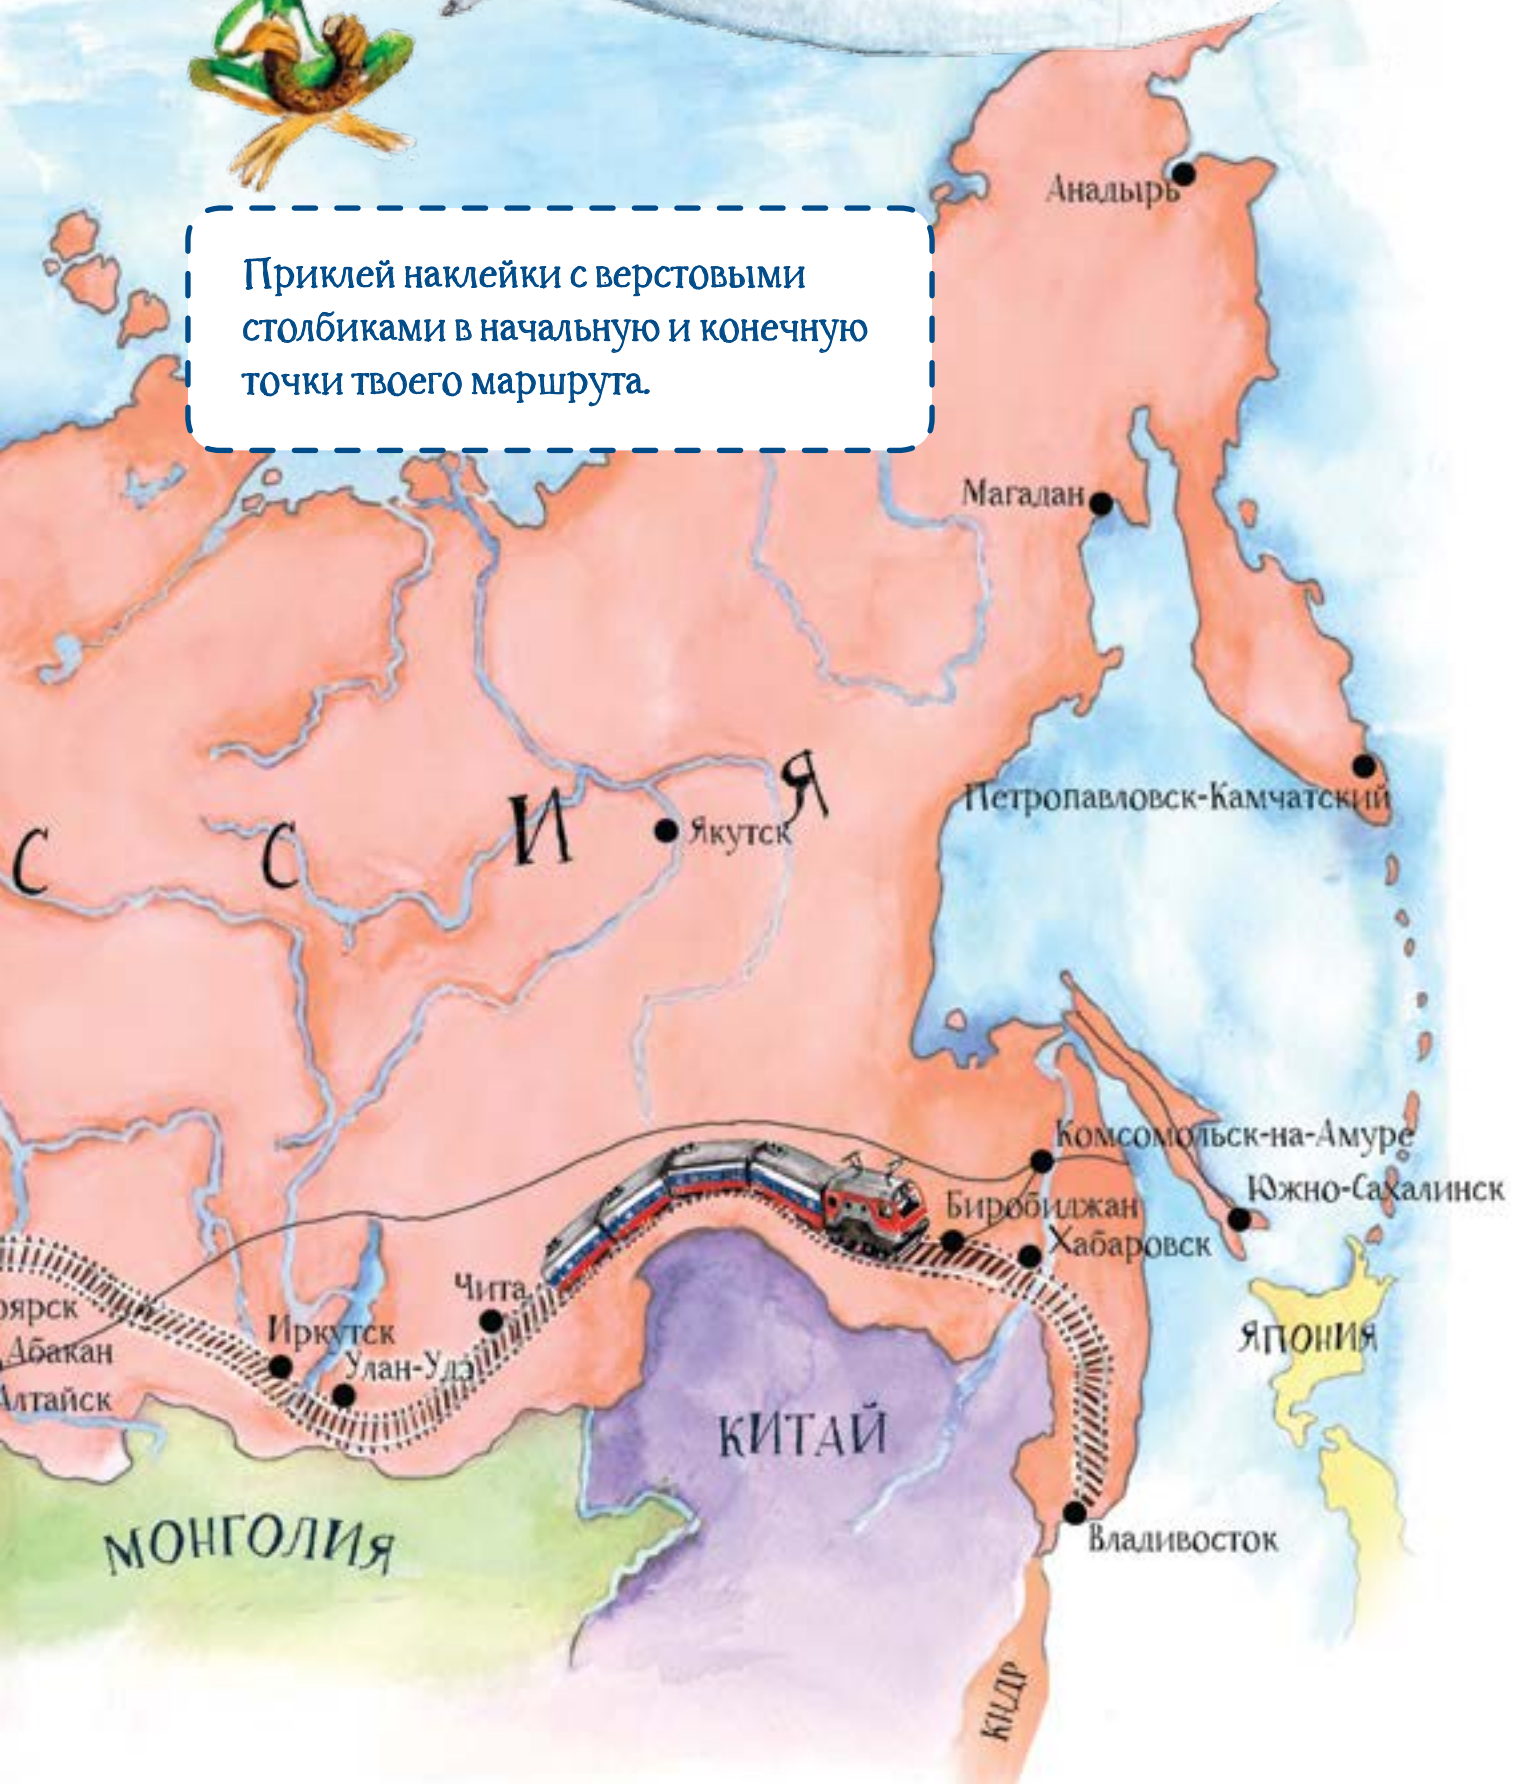 Анадырь
Приклей наклейки с верстовыми
столбиками в начальную и конечную
точки твоего маршрута.
Магадан
Петропавловск-Камчатский
С С И Я
Якутск
Комсомольск-на-Амуре
Южно-Сахалинск
Биробиджан
Хабаровск
Чита
оярск
Иркутск
Абакан
Улан-Удэ
Алтайск
ЯПОНИЯ
КИТАЙ
МОНГОЛИЯ
Владивосток
КНДР